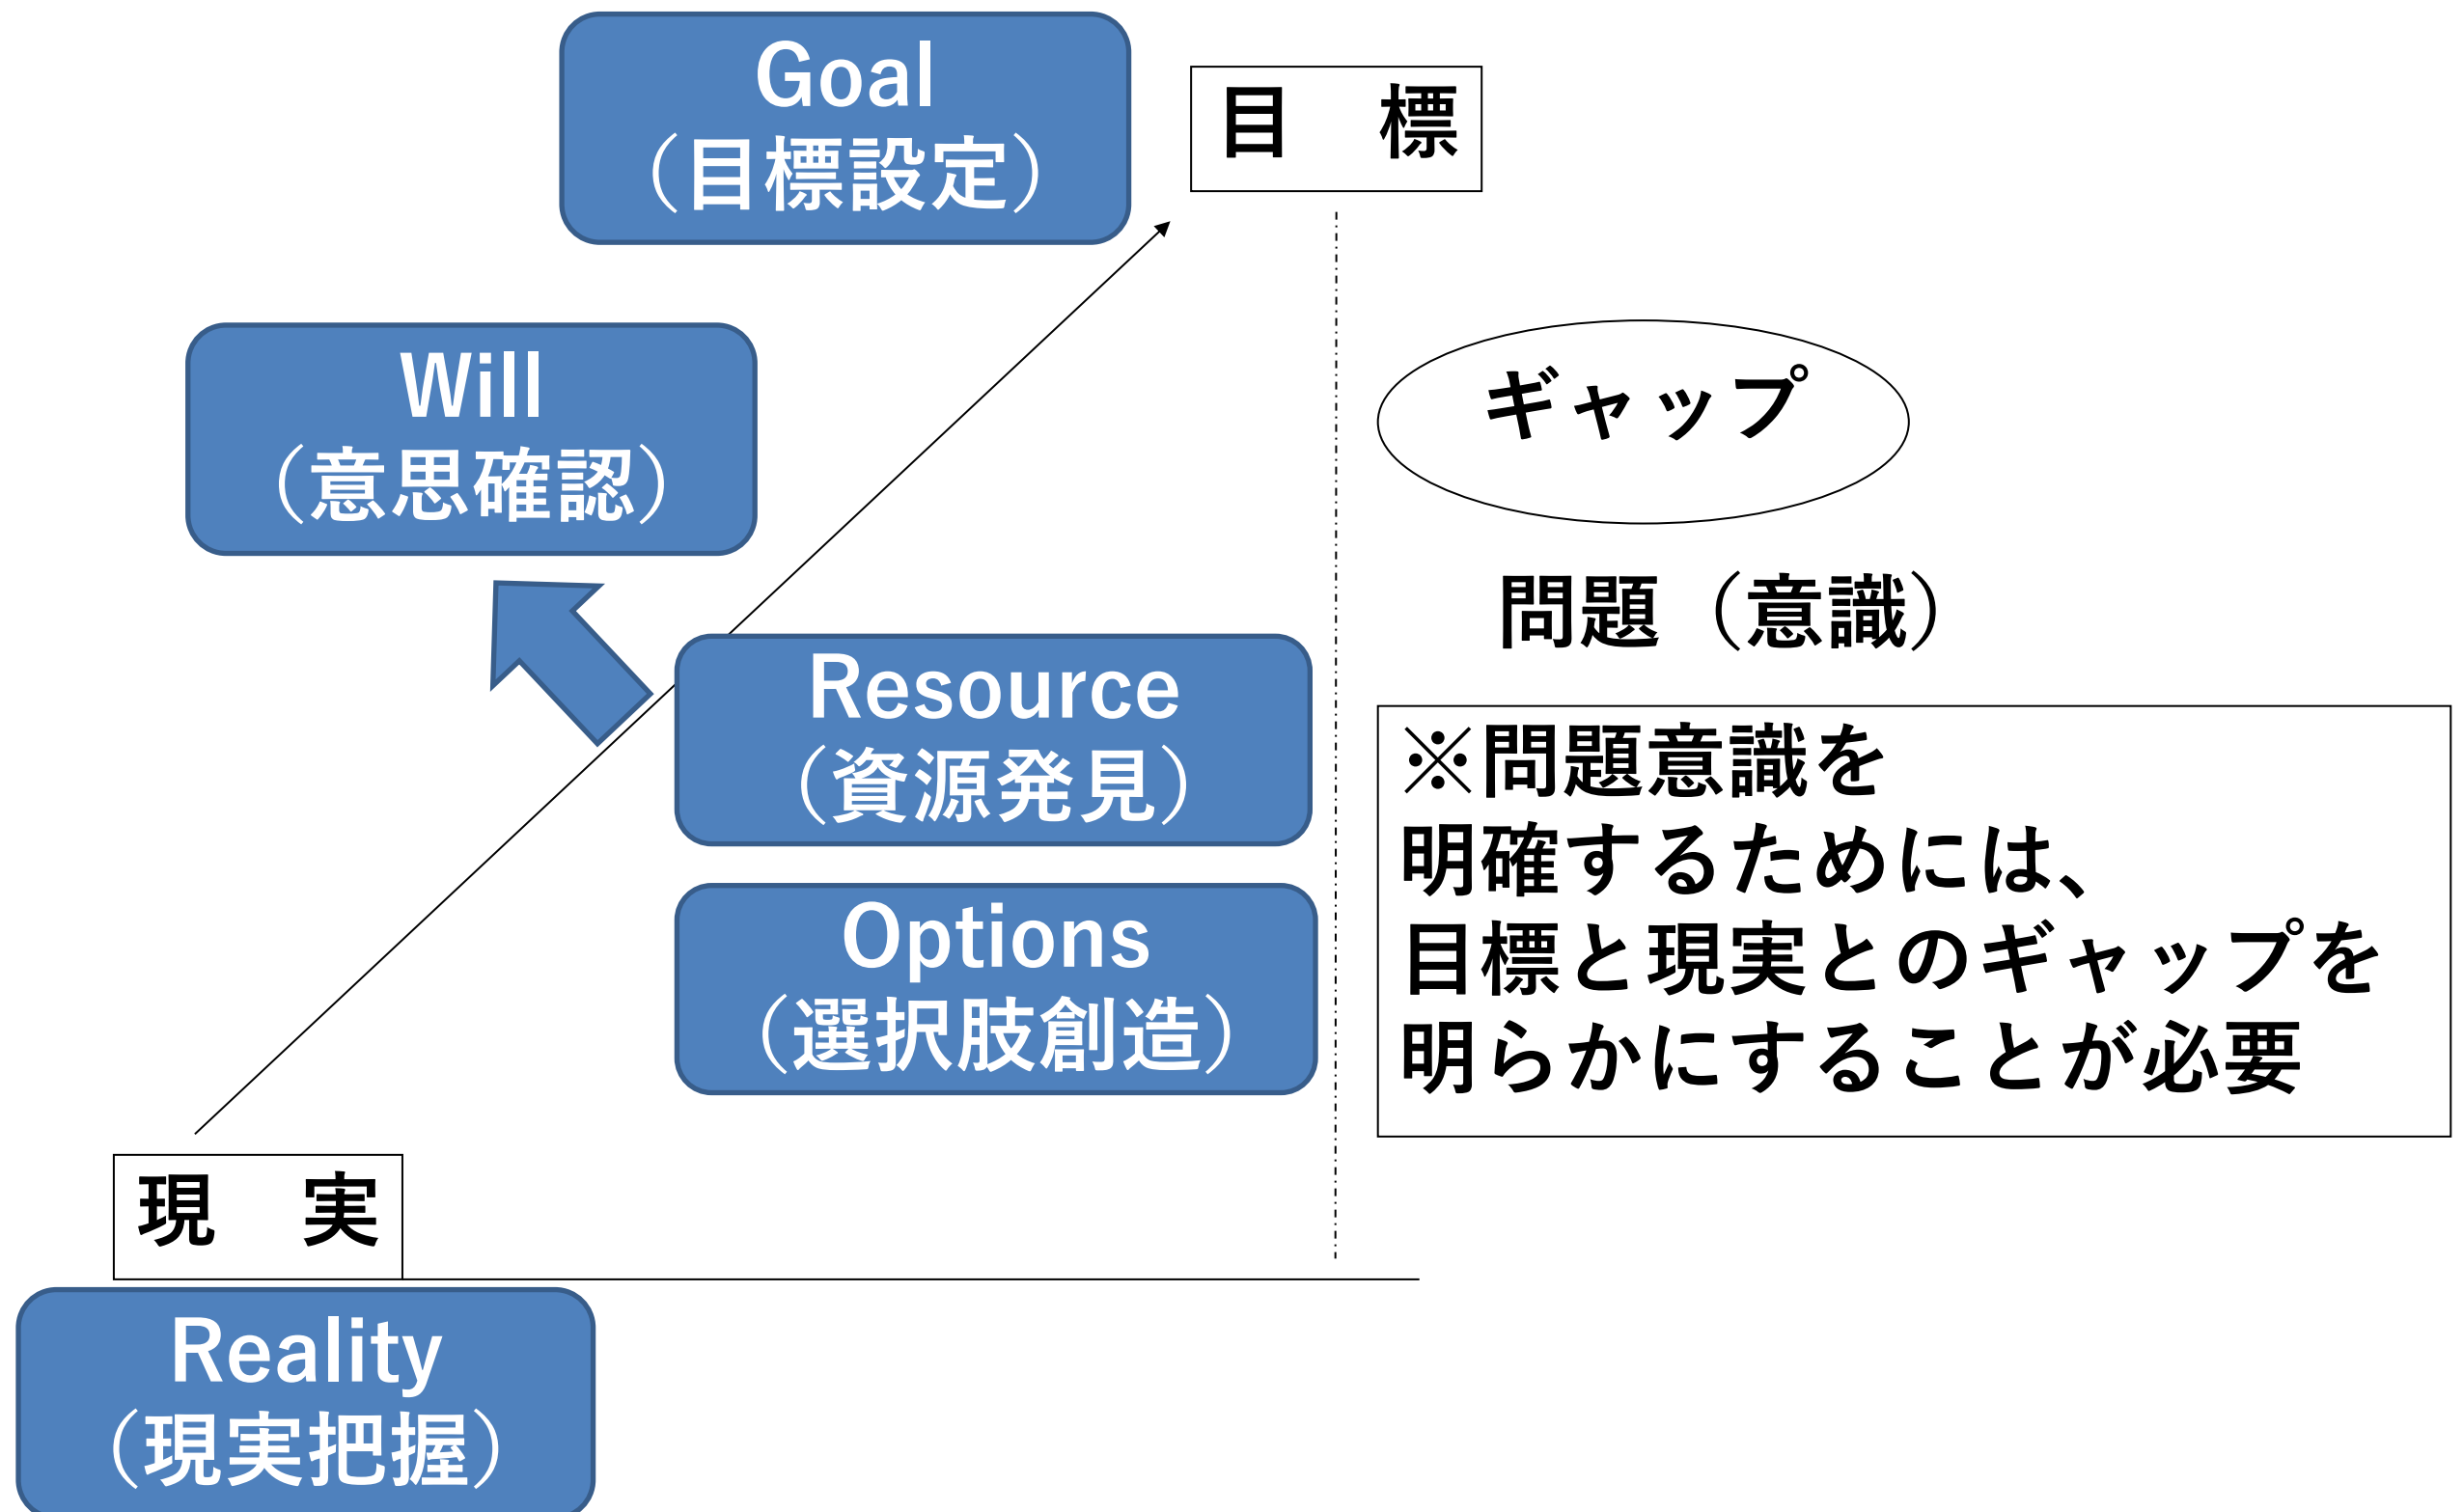 Goal
（目標設定）
目　標
Will
（意思確認）
ギャップ
問題（意識）
Resource
（資源発見）
※問題意識を
明確するためには、
目標と現実とのギャップを
明らかにすることが必要
Options
（選択肢創造）
現　実
Reality
（現実把握）